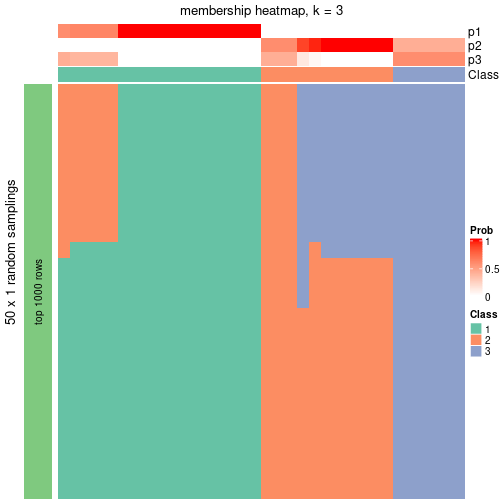 membership heatmap, k = 3
p1
p2
p3
Class
50 x 1 random samplings
top 1000 rows
Prob
1
0.5
0
Class
1
2
3